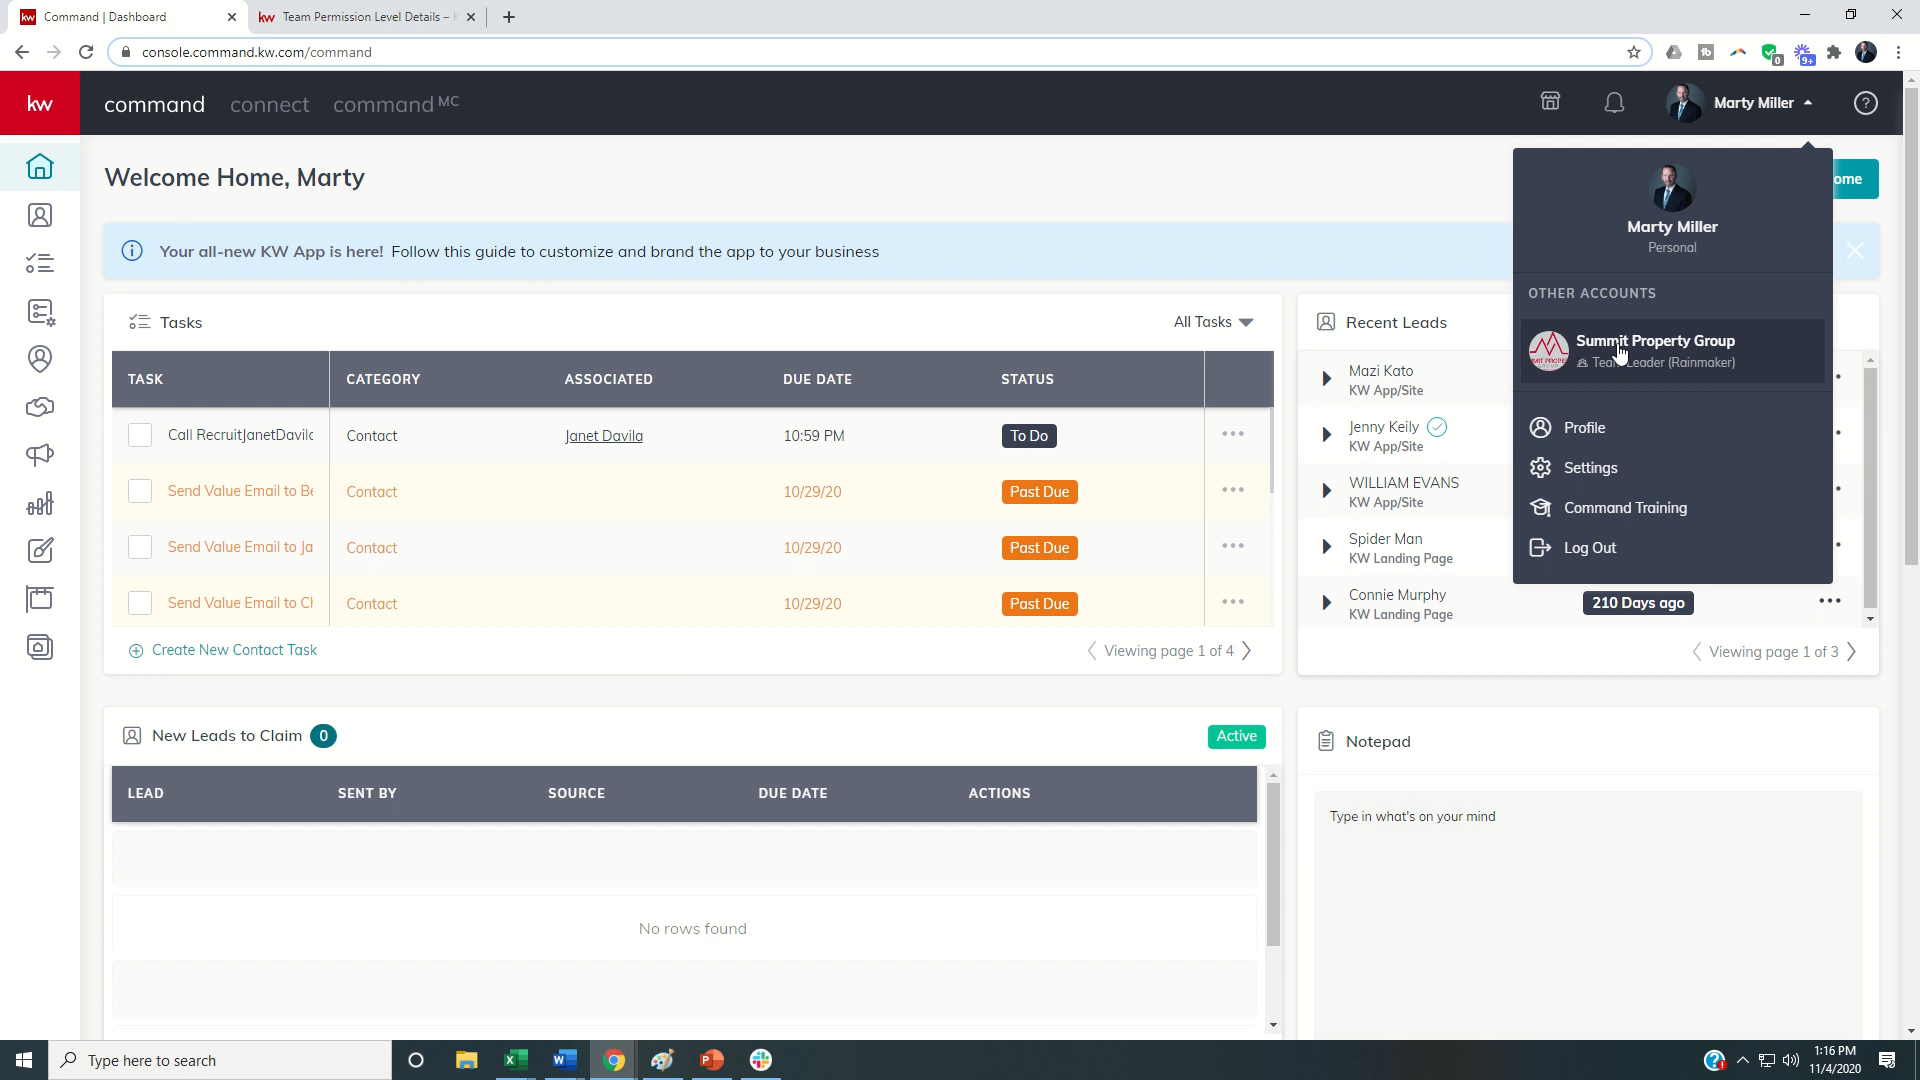 Command | Dashboard
Team Permission Level Details –
console.command.kw.com/command
0
9+
kw
command
connect
command MC
Marty Miller
Welcome Home, Marty
ome
Your all-new KW App is here! Follow this guide to customize and brand the app to your business
Marty Miller
Personal
OTHER ACCOUNTS
Summit Property Group
Team Leader (Rainmaker)
Profile
Settings
Command Training
Log Out
Tasks
All Tasks
TASK
CATEGORY
ASSOCIATED
DUE DATE
STATUS
Call RecruitJanetDavila
Contact
Janet Davila
10:59 PM
To Do
Send Value Email to Be
Contact
10/29/20
Past Due
Send Value Email to Ja
Contact
10/29/20
Past Due
Send Value Email to Ch
Contact
10/29/20
Past Due
Create New Contact Task
Viewing page 1 of 4
Recent Leads
Mazi Kato
KW App/Site
Jenny Keily
KW App/Site
WILLIAM EVANS
KW App/Site
Spider Man
KW Landing Page
Connie Murphy
KW Landing Page
210 Days ago
Viewing page 1 of 3
New Leads to Claim 0
Active
LEAD
SENT BY
SOURCE
DUE DATE
ACTIONS
No rows found
Notepad
Type in what's on your mind
Type here to search
1:16 PM
11/4/2020